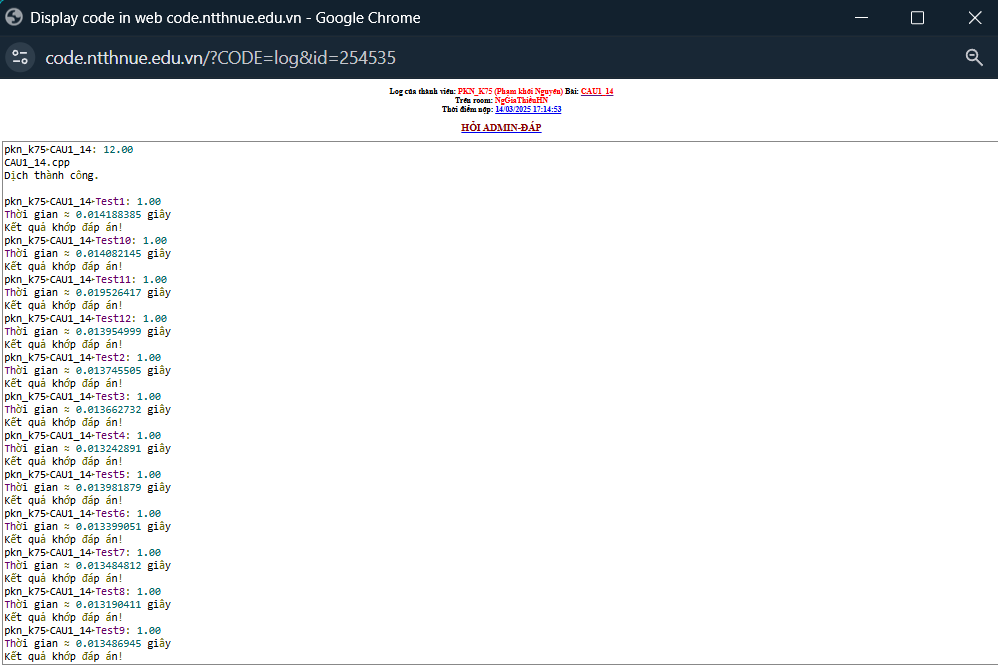 Display code in web code.ntthnue.edu.vn - Google Chrome
code.ntthnue.edu.vn/?CODE=log&id=254535
Log của thành viên: PKN_K75 (Phạm khôi Nguyên) Bài: CAU1_14
Trên room: NgGiaThiềuHN
Thời điểm nộp: 14/03/2025 17:14:53
HỎI ADMIN-ĐÁP
pkn_k75‣CAU1_14: 12.00
CAU1_14.cpp
Dịch thành công.
pkn_k75‣CAU1_14‣Test1: 1.00
Thời gian ≈ 0.014188385 giây
Kết quả khớp đáp án!
pkn_k75‣CAU1_14‣Test10: 1.00
Thời gian ≈ 0.014082145 giây
Kết quả khớp đáp án!
pkn_k75‣CAU1_14‣Test11: 1.00
Thời gian ≈ 0.019526417 giây
Kết quả khớp đáp án!
pkn_k75‣CAU1_14‣Test12: 1.00
Thời gian ≈ 0.013954999 giây
Kết quả khớp đáp án!
pkn_k75‣CAU1_14‣Test2: 1.00
Thời gian ≈ 0.013745505 giây
Kết quả khớp đáp án!
pkn_k75‣CAU1_14‣Test3: 1.00
Thời gian ≈ 0.013662732 giây
Kết quả khớp đáp án!
pkn_k75‣CAU1_14‣Test4: 1.00
Thời gian ≈ 0.013242891 giây
Kết quả khớp đáp án!
pkn_k75‣CAU1_14‣Test5: 1.00
Thời gian ≈ 0.013981879 giây
Kết quả khớp đáp án!
pkn_k75‣CAU1_14‣Test6: 1.00
Thời gian ≈ 0.013399051 giây
Kết quả khớp đáp án!
pkn_k75‣CAU1_14‣Test7: 1.00
Thời gian ≈ 0.013484812 giây
Kết quả khớp đáp án!
pkn_k75‣CAU1_14‣Test8: 1.00
Thời gian ≈ 0.013190411 giây
Kết quả khớp đáp án!
pkn_k75‣CAU1_14‣Test9: 1.00
Thời gian ≈ 0.013486945 giây
Kết quả khớp đáp án!